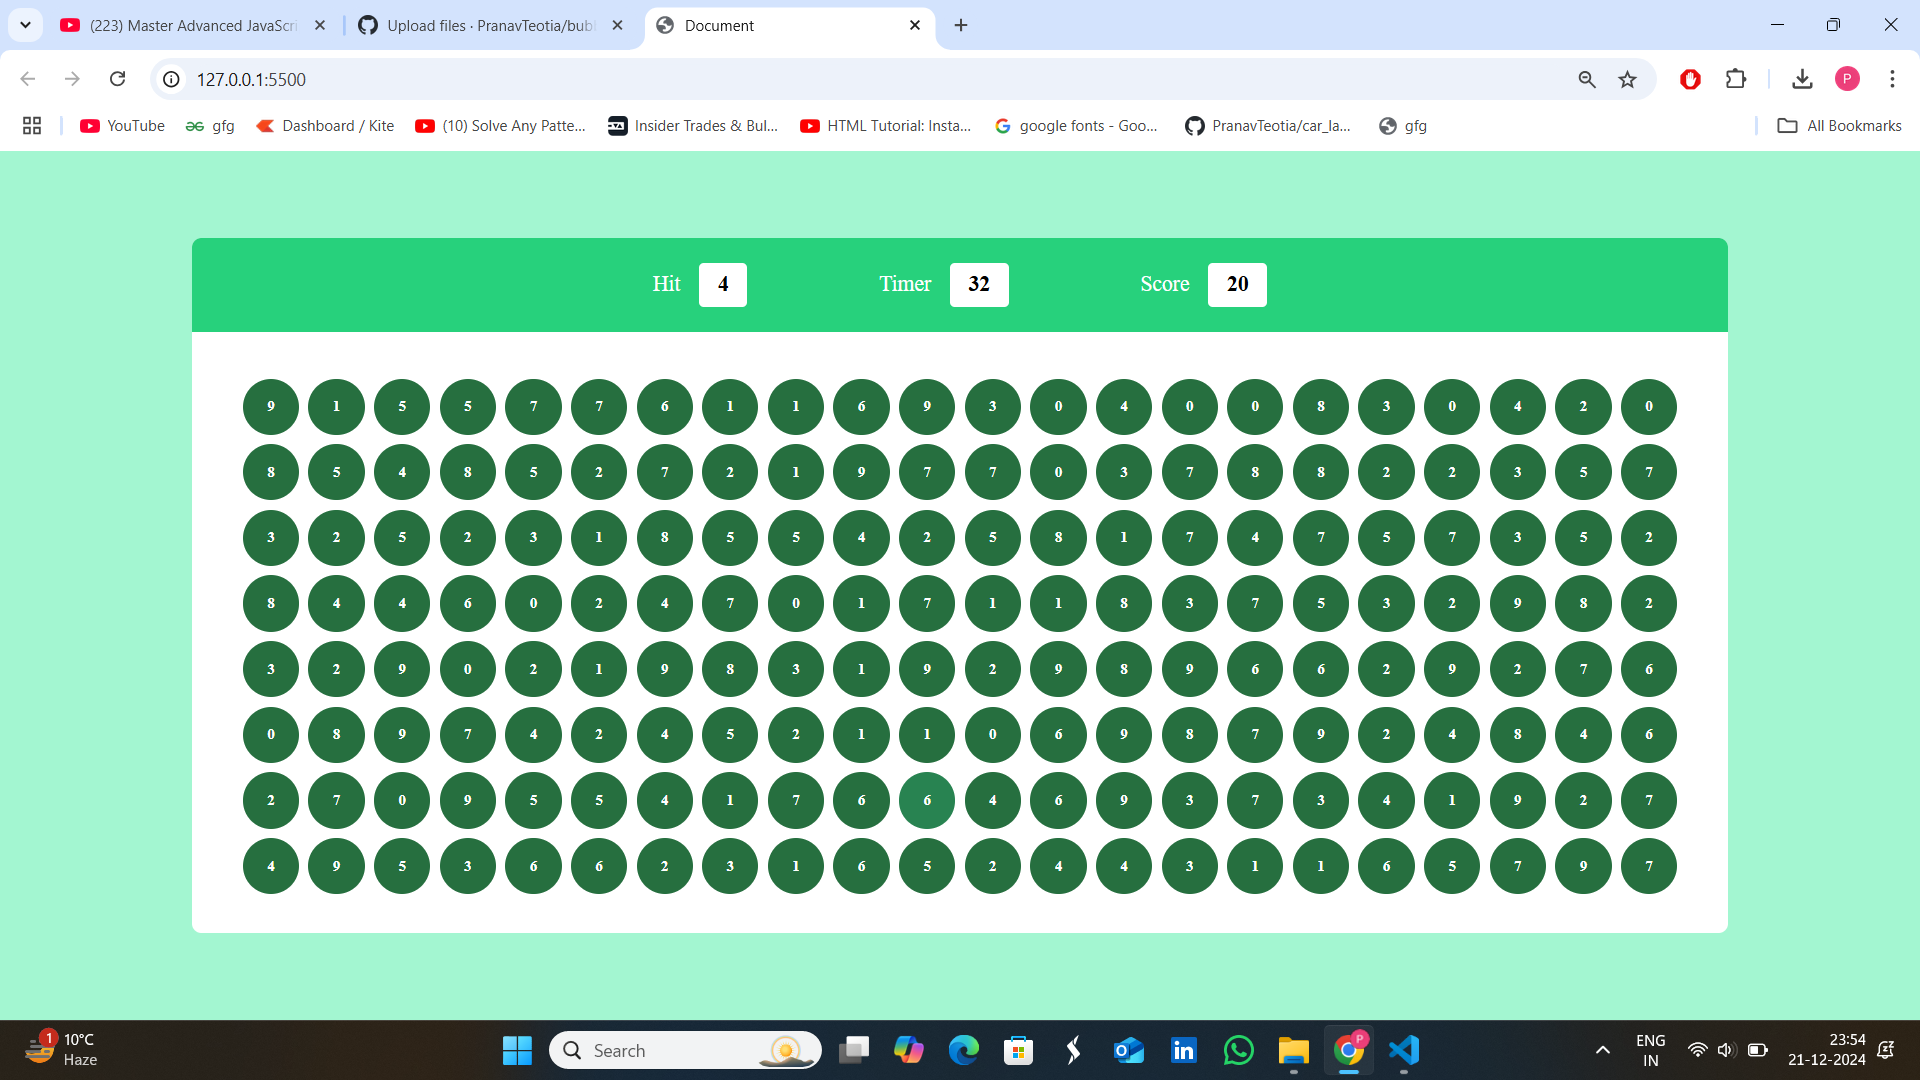 (223) Master Advanced JavaScri
Upload files · PranavTeotia/bubl
Document
127.0.0.1:5500
P
YouTube
gfg
Dashboard / Kite
(10) Solve Any Patte...
Insider Trades & Bul...
HTML Tutorial: Insta...
google fonts - Goo...
PranavTeotia/car_la...
gfg
All Bookmarks
Hit 4 Timer 32 Score 20
9 1 5 5 7 7 6 1 1 6 9 3 0 4 0 0 8 3 0 4 2 0
8 5 4 8 5 2 7 2 1 9 7 7 0 3 7 8 8 2 2 3 5 7
3 2 5 2 3 1 8 5 5 4 2 5 8 1 7 4 7 5 7 3 5 2
8 4 4 6 0 2 4 7 0 1 7 1 1 8 3 7 5 3 2 9 8 2
3 2 9 0 2 1 9 8 3 1 9 2 9 8 9 6 6 2 9 2 7 6
0 8 9 7 4 2 4 5 2 1 1 0 6 9 8 7 9 2 4 8 4 6
2 7 0 9 5 5 4 1 7 6 6 4 6 9 3 7 3 4 1 9 2 7
4 9 5 3 6 6 2 3 1 6 5 2 4 4 3 1 1 6 5 7 9 7
1
10°C
Haze
Search
P
ENG
IN
23:54
21-12-2024